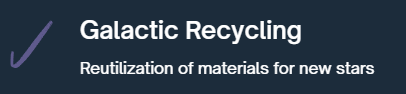 Galactic Recycling
Reutilization of materials for new stars